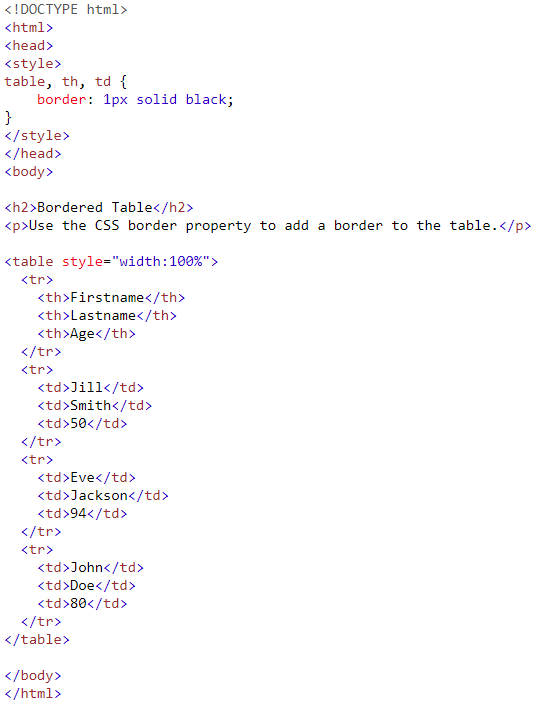 <!DOCTYPE html>
<html>
<head>
<style>
table, th, td {
    border: 1px solid black;
}
</style>
</head>
<body>

<h2>Bordered Table</h2>
<p>Use the CSS border property to add a border to the table.</p>

<table style="width:100%">
  <tr>
    <th>Firstname</th>
    <th>Lastname</th>
    <th>Age</th>
  </tr>
  <tr>
    <td>Jill</td>
    <td>Smith</td>
    <td>50</td>
  </tr>
  <tr>
    <td>Eve</td>
    <td>Jackson</td>
    <td>94</td>
  </tr>
  <tr>
    <td>John</td>
    <td>Doe</td>
    <td>80</td>
  </tr>
</table>

</body>
</html>